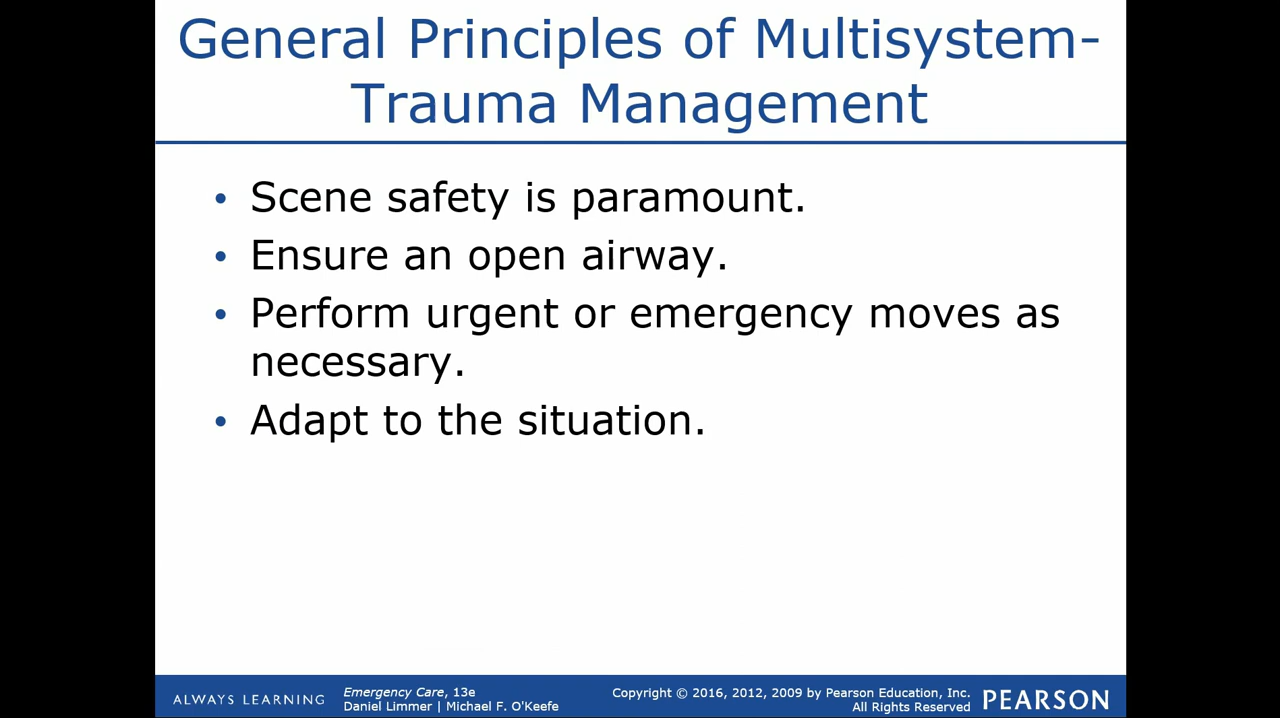 General Principles of Multisystem-
Trauma Management
• Scene safety is paramount.
• Ensure an open airway.
• Perform urgent or emergency moves as
necessary.
• Adapt to the situation.
ALWAYS LEARNING
Emergency Care, 13e
Daniel Limmer | Michael F. O'Keefe
Copyright © 2016, 2012, 2009 by Pearson Education, Inc.
All Rights Reserved
PEARSON